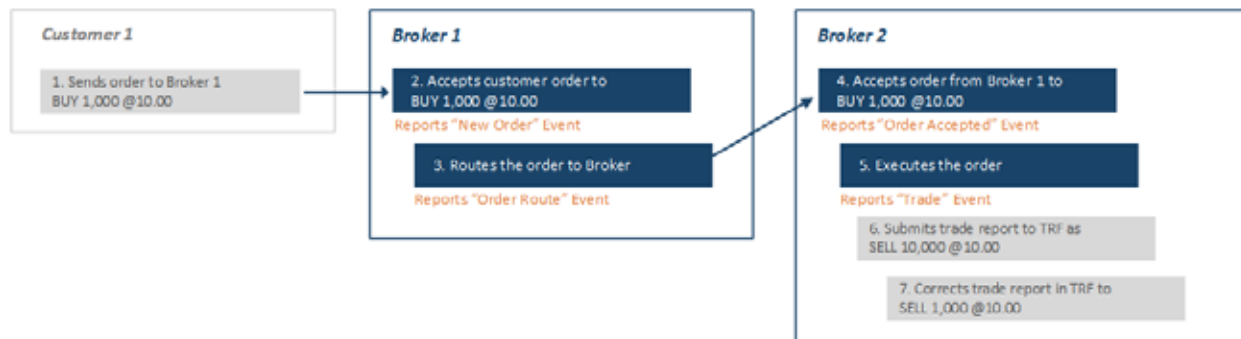 Customer 1
1. Sends order to Broker 1
BUY 1,000 @10.00
Broker 1
2. Accepts customer order to
BUY 1,000 @10.00
Reports "New Order" Event
3. Routes the order to Broker
Reports "Order Route" Event
Broker 2
4. Accepts order from Broker 1 to
BUY 1,000 @10.00
Reports "Order Accepted" Event
5. Executes the order
Reports "Trade" Event
6. Submits trade report to TRF as
SELL 10,000 @10.00
7. Corrects trade report in TRF to
SELL 1,000 @10.00